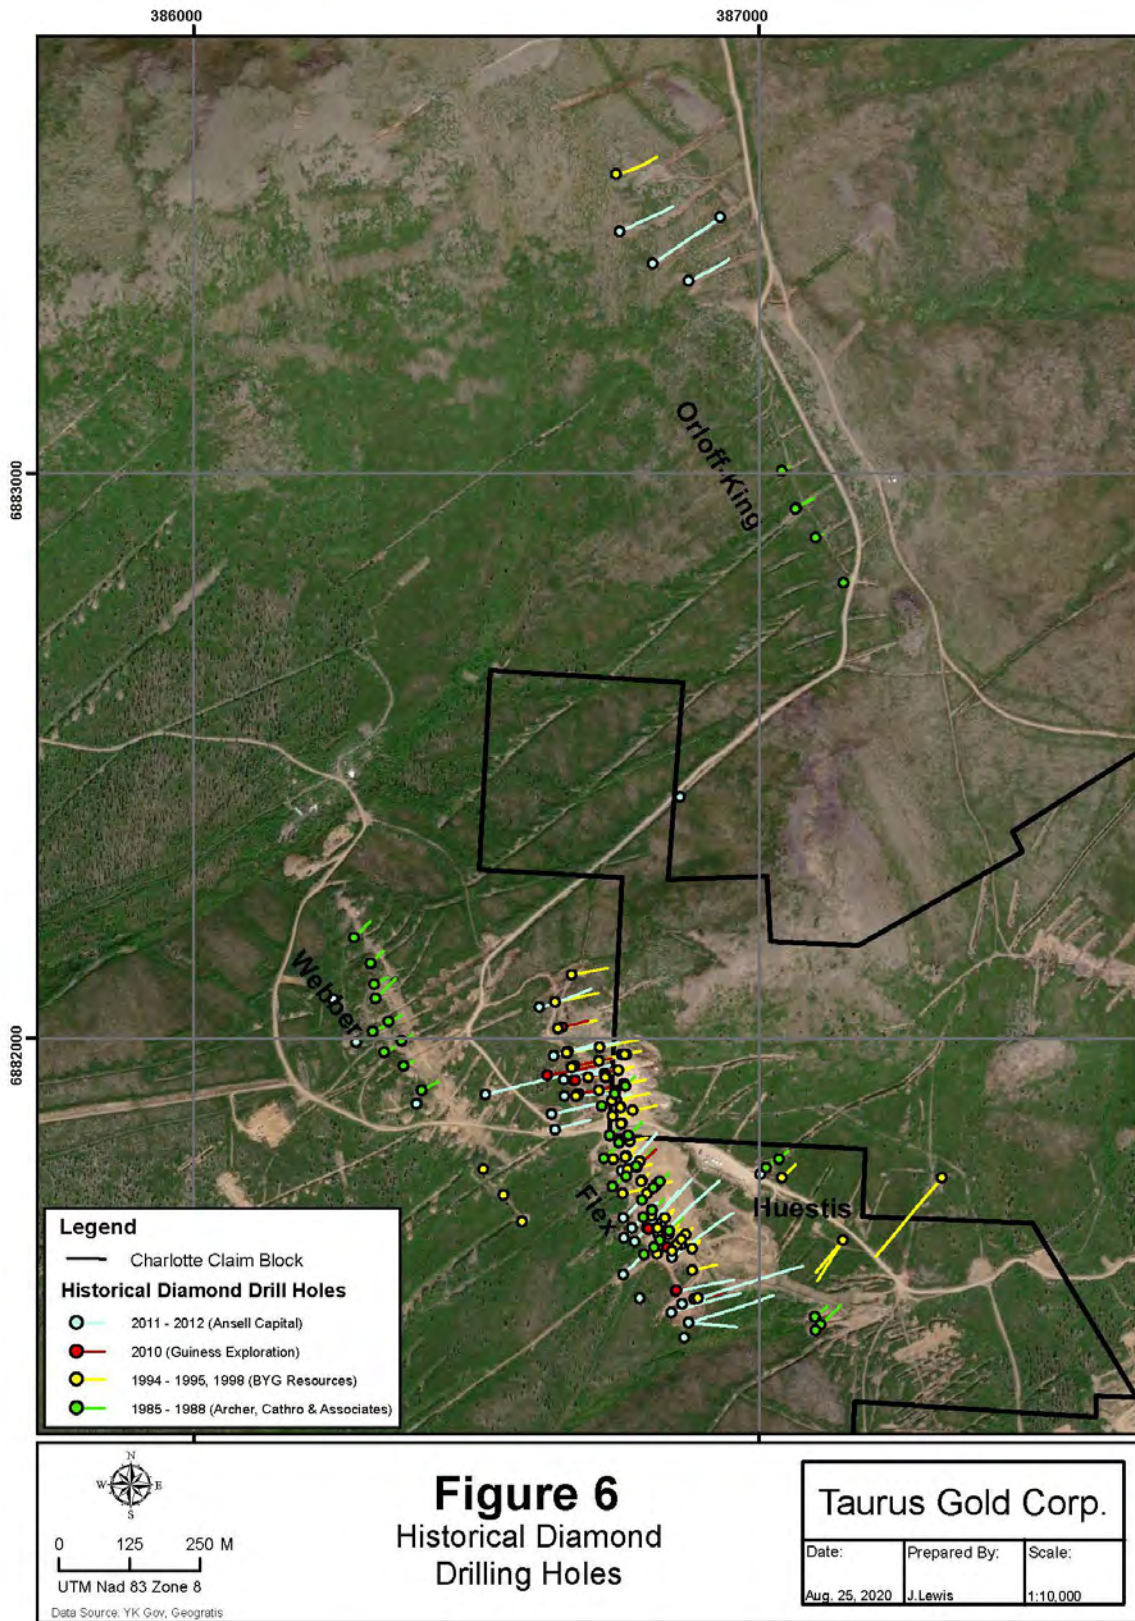 386000
387000
6883000
6882000
Orloff-King
Webber
Flex
Huestis
Legend
Charlotte Claim Block
Historical Diamond Drill Holes
2011 - 2012 (Ansell Capital)
2010 (Guiness Exploration)
1994 - 1995, 1998 (BYG Resources)
1985 - 1988 (Archer, Cathro & Associates)
N
W E
S
0 125 250 M
UTM Nad 83 Zone 8
Data Source: YK Gov, Geogratis
Figure 6
Historical Diamond
Drilling Holes
Taurus Gold Corp.
Date: Prepared By: Scale:
Aug. 25, 2020 J.Lewis 1:10,000